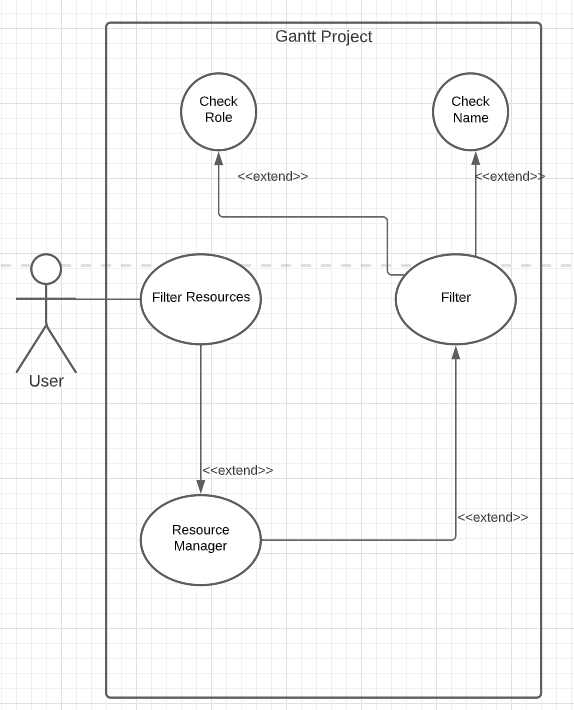 Gantt Project
Check
Role
Check
Name
<<extend>>
<<extend>>
Filter Resources
Filter
User
<<extend>>
<<extend>>
Resource
Manager